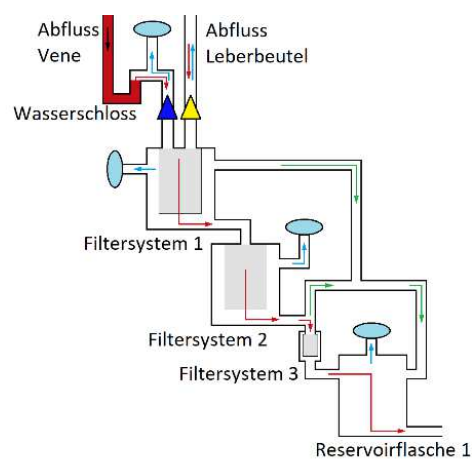 Abfluss
Vene
Abfluss
Leberbeutel
Wasserschloss
Filtersystem 1
Filtersystem 2
Filtersystem 3
Reservoirflasche 1